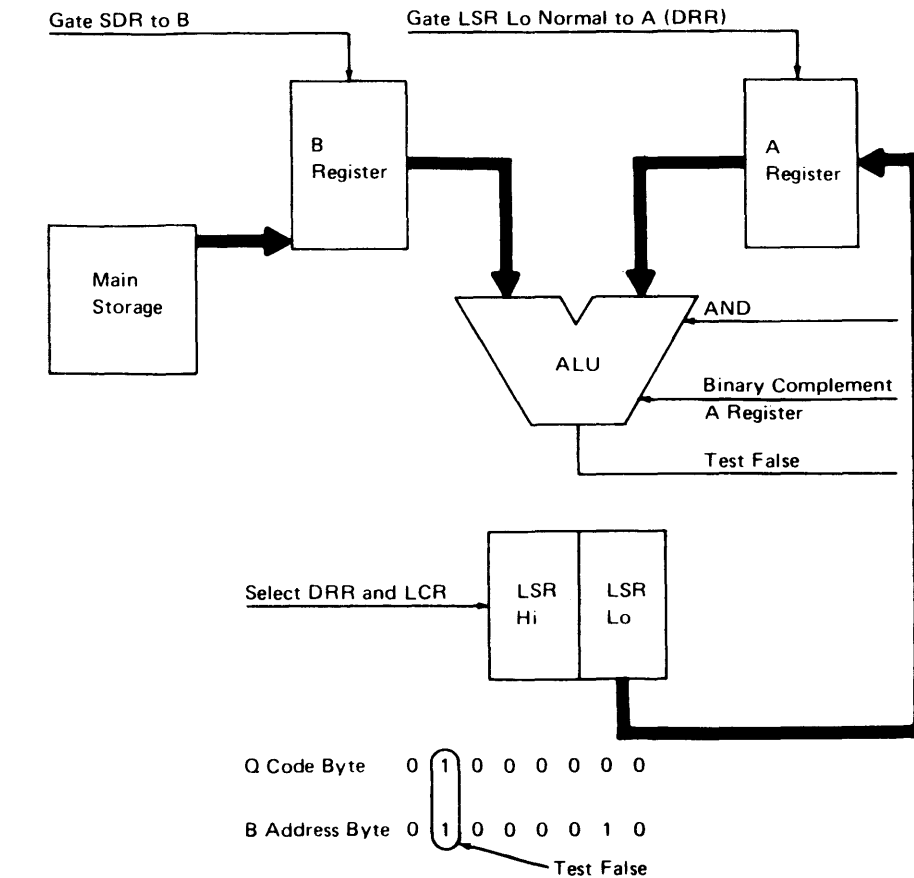 Gate SDR to B
Gate LSR Lo Normal to A (DRR)
B
Register
A
Register
Main
Storage
AND
ALU
Binary Complement
A Register
Test False
Select DRR and LCR
LSR
Hi
LSR
Lo
Q Code Byte 0 1 0 0 0 0 0 0
B Address Byte 0 1 0 0 0 0 1 0
Test False